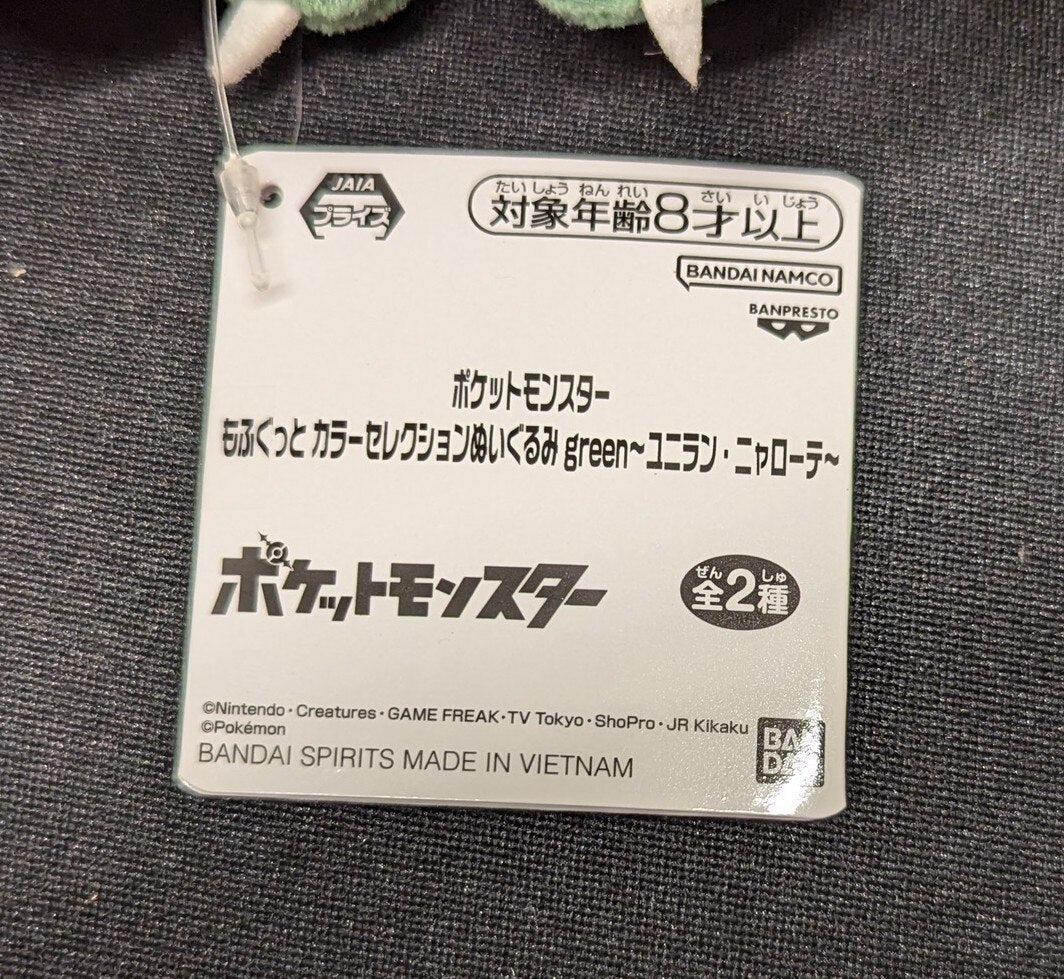 JAIA
プライズ
たいしょうねんれい さい いじょう
対象年齢8才以上
BANDAI NAMCO
BANPRESTO
ポケットモンスター
もふぐっと カラーセレクションぬいぐるみ green~ユニラン・ニャローテ~
ポケットモンスター
ぜん しゅ
全2種
©Nintendo・Creatures・GAME FREAK・TV Tokyo・ShoPro・JR Kikaku
©Pokémon
BANDAI SPIRITS MADE IN VIETNAM